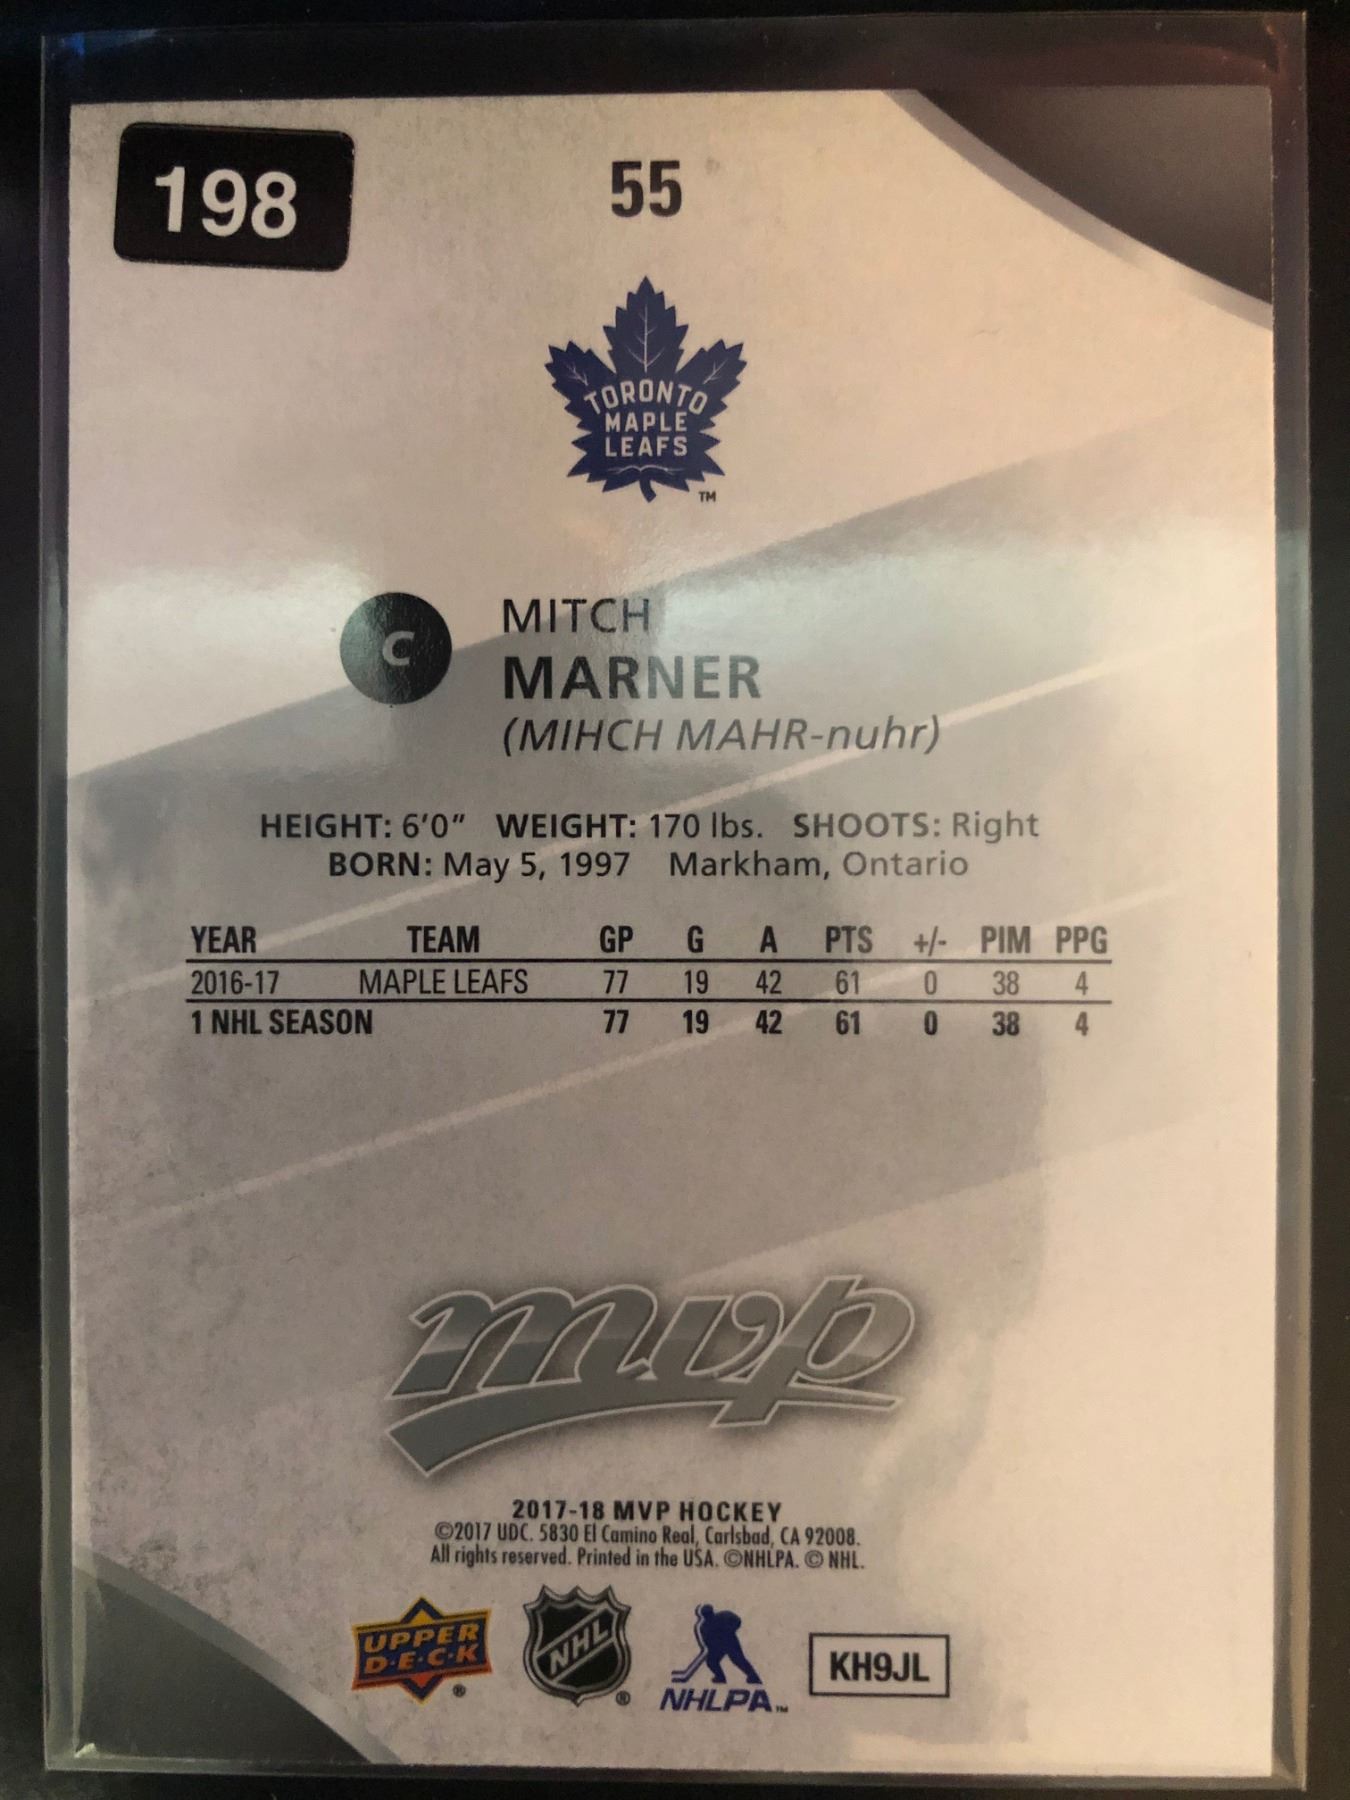 198
55
TORONTO
MAPLE
LEAFS
TM
C
MITCH
MARNER
(MIHCH MAHR-nuhr)
HEIGHT: 6'0" WEIGHT: 170 lbs. SHOOTS: Right
BORN: May 5, 1997 Markham, Ontario
YEAR TEAM GP G A PTS +/- PIM PPG
2016-17 MAPLE LEAFS 77 19 42 61 0 38 4
1 NHL SEASON 77 19 42 61 0 38 4
mvp
2017-18 MVP HOCKEY
©2017 UDC. 5830 El Camino Real, Carlsbad, CA 92008.
All rights reserved. Printed in the USA. ©NHLPA. © NHL.
UPPER
D·E·C·K
®
NHL
®
NHLPA™
KH9JL